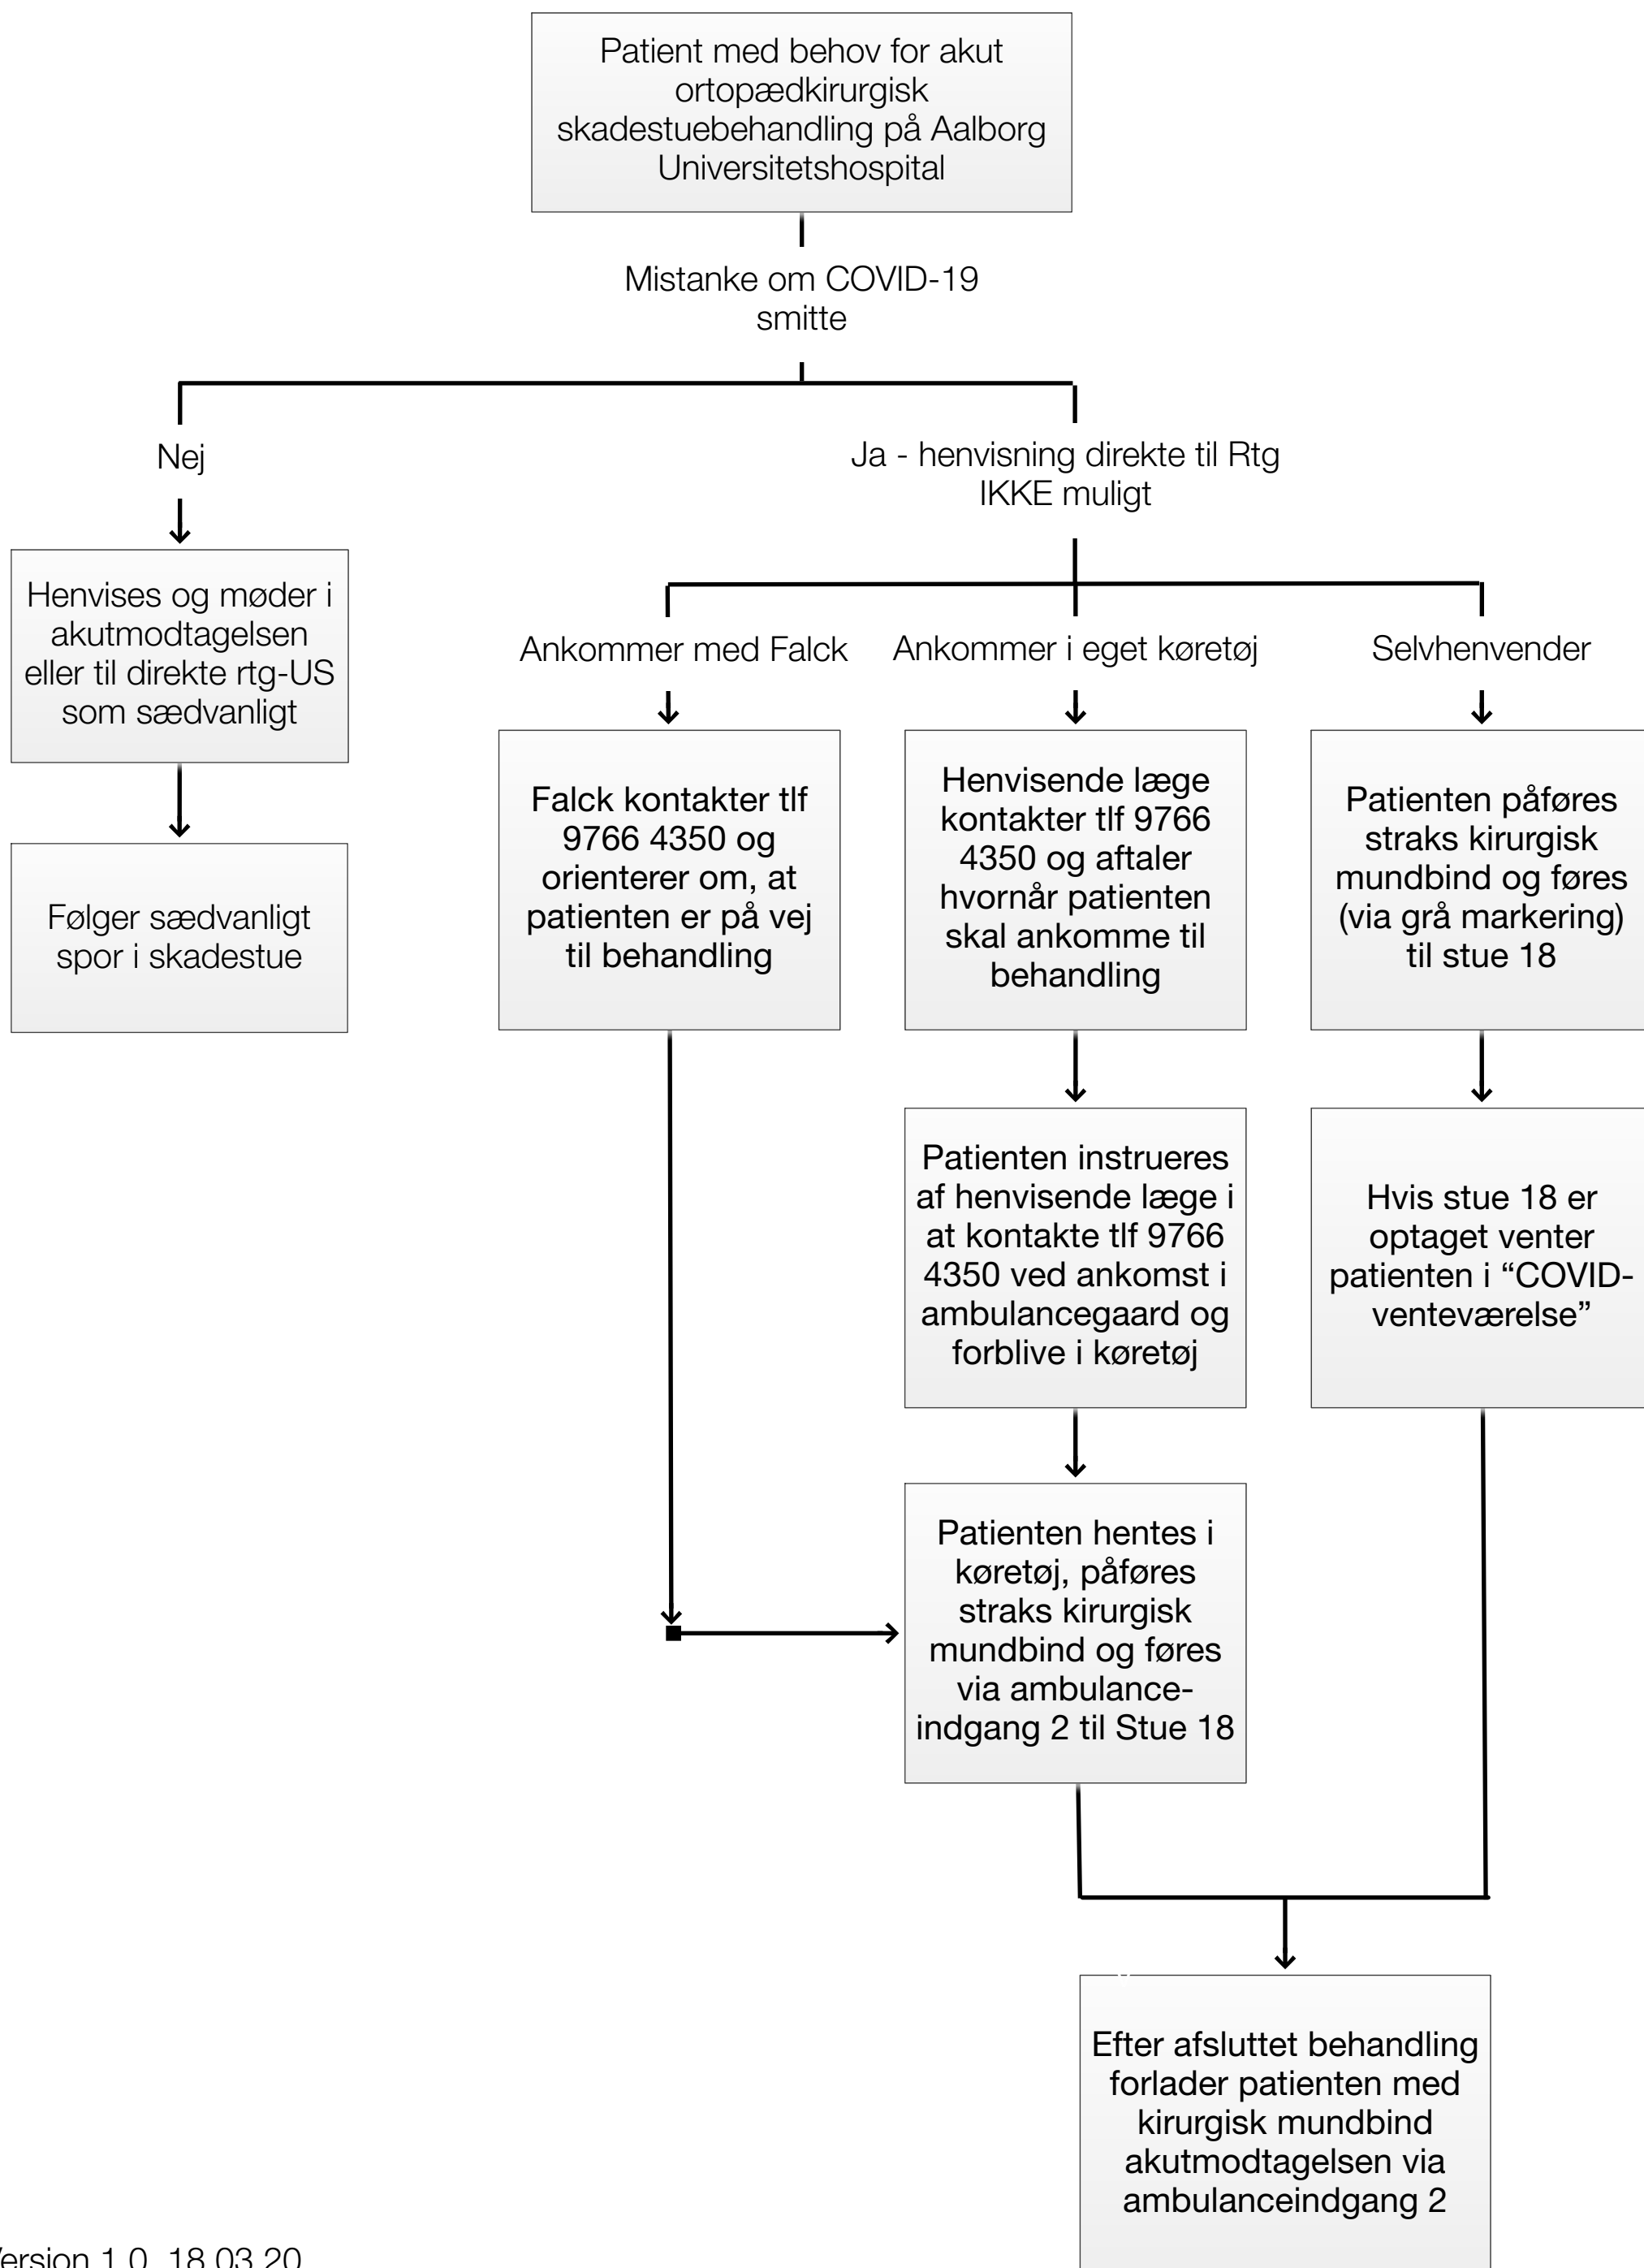 Patient med behov for akut
ortopædkirurgisk
skadestuebehandling på Aalborg
Universitetshospital
Mistanke om COVID-19
smitte
Nej
Ja - henvisning direkte til Rtg
IKKE muligt
Henvises og møder i
akutmodtagelsen
eller til direkte rtg-US
som sædvanligt
Følger sædvanligt
spor i skadestue
Ankommer med Falck
Ankommer i eget køretøj
Selvhenvender
Falck kontakter tlf
9766 4350 og
orienterer om, at
patienten er på vej
til behandling
Henvisende læge
kontakter tlf 9766
4350 og aftaler
hvornår patienten
skal ankomme til
behandling
Patienten påføres
straks kirurgisk
mundbind og føres
(via grå markering)
til stue 18
Patienten instrueres
af henvisende læge i
at kontakte tlf 9766
4350 ved ankomst i
ambulancegaard og
forblive i køretøj
Hvis stue 18 er
optaget venter
patienten i “COVID-
venteværelse”
Patienten hentes i
køretøj, påføres
straks kirurgisk
mundbind og føres
via ambulance-
indgang 2 til Stue 18
Efter afsluttet behandling
forlader patienten med
kirurgisk mundbind
akutmodtagelsen via
ambulanceindgang 2
Version 1.0 18.03.20